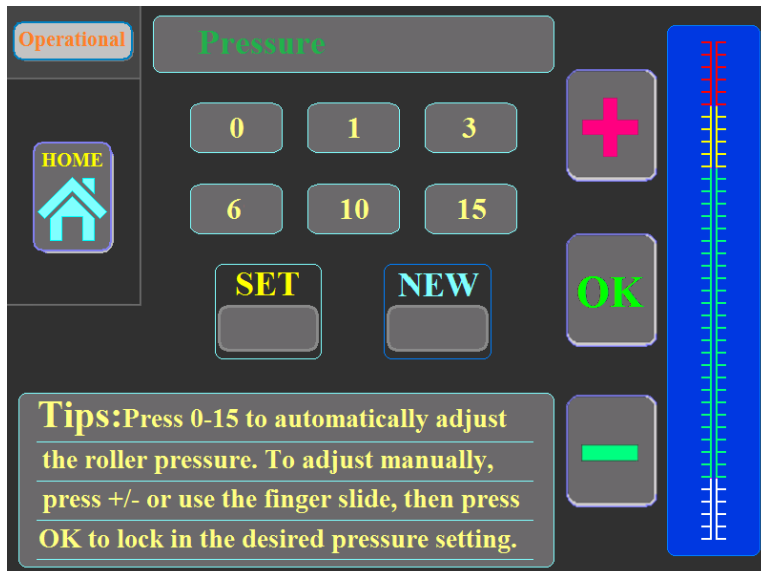 Operational
Pressure
HOME
0 1 3
6 10 15
SET NEW
OK
Tips:Press 0-15 to automatically adjust
the roller pressure. To adjust manually,
press +/- or use the finger slide, then press
OK to lock in the desired pressure setting.